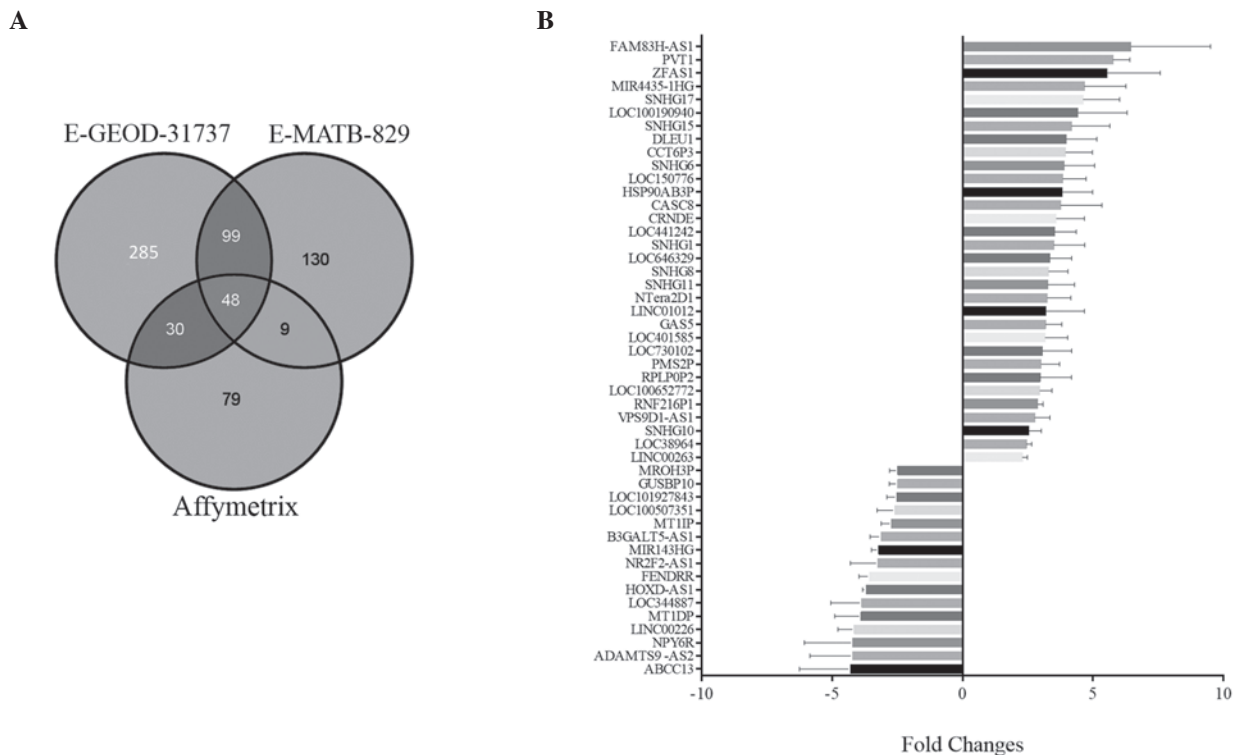 A
E-GEOD-31737
E-MATB-829
285
99
130
48
30
9
79
Affymetrix
B
FAM83H-AS1
PVT1
ZFAS1
MIR4435-1HG
SNHG17
LOC100190940
SNHG15
DLEU1
CCT6P3
SNHG6
LOC150776
HSP90AB3P
CASC8
CRNDE
LOC441242
SNHG1
LOC646329
SNHG8
SNHG11
NTera2D1
LINC01012
GAS5
LOC401585
LOC730102
PMS2P
RPLP0P2
LOC100652772
RNF216P1
VPS9D1-AS1
SNHG10
LOC38964
LINC00263
MROH3P
GUSBP10
LOC101927843
LOC100507351
MT1IP
B3GALT5-AS1
MIR143HG
NR2F2-AS1
FENDRR
HOXD-AS1
LOC344887
MT1DP
LINC00226
NPY6R
ADAMTS9 -AS2
ABCC13
-10 -5 0 5 10
Fold Changes